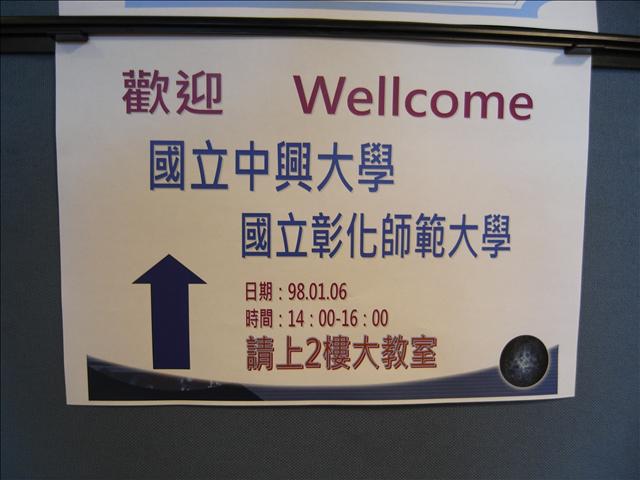 歡迎 Wellcome
國立中興大學
國立彰化師範大學
日期：98.01.06
時間：14：00-16：00
請上2樓大教室